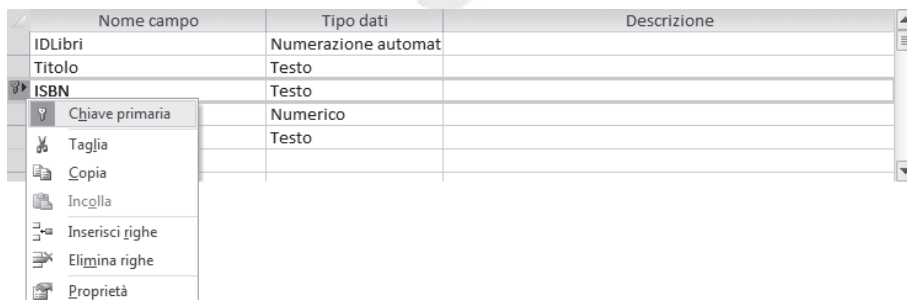 Nome campo Tipo dati Descrizione
IDLibri Numerazione automat
Titolo Testo
ISBN Testo
Chiave primaria Numerico
Taglia Testo
Copia
Incolla
Inserisci righe
Elimina righe
Proprietà